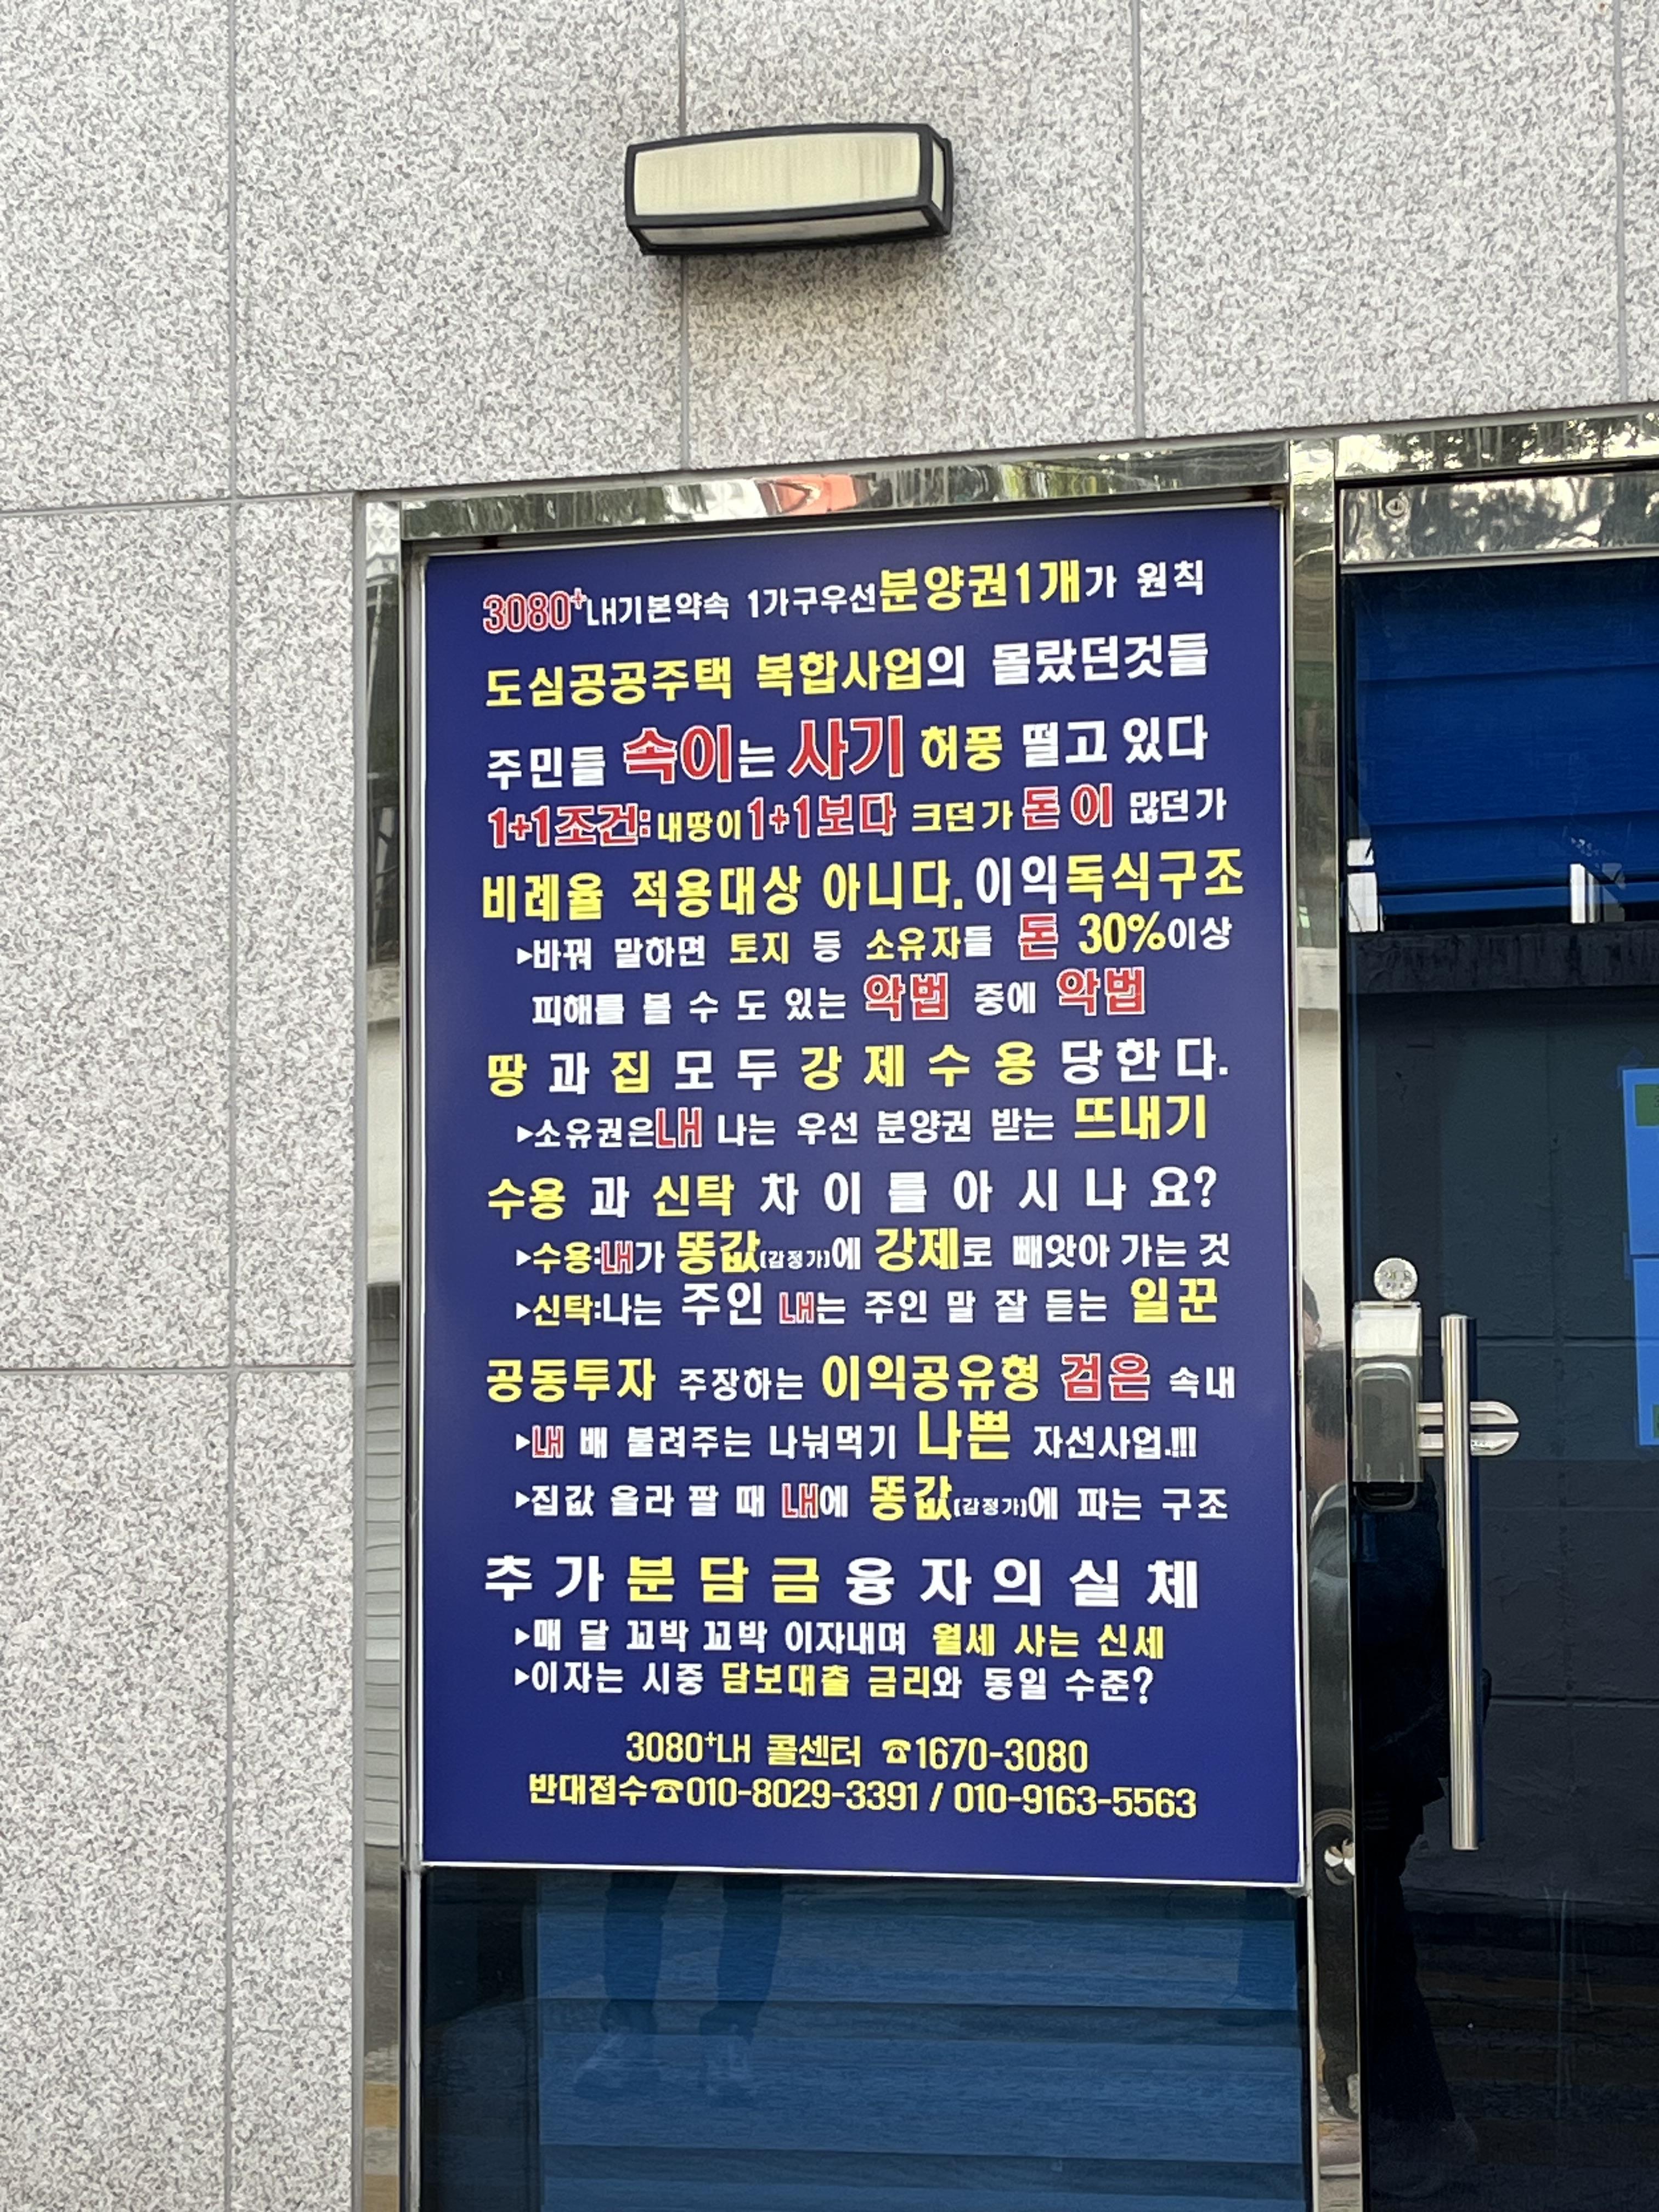 3080⁺LH기본약속 1가구우선분양권1개가 원칙
도심공공주택 복합사업의 몰랐던것들
주민들 속이는 사기 허풍 떨고 있다
1+1조건:내땅이1+1보다 크던가 돈이 많던가
비례율 적용대상 아니다. 이익독식구조
▸바꿔 말하면 토지 등 소유자들 돈 30%이상
피해를 볼 수 도 있는 악법 중에 악법
땅과 집 모두 강제수용 당한다.
▸소유권은LH 나는 우선 분양권 받는 뜨내기
수용 과 신탁 차이를 아시나요?
▸수용:LH가 똥값(감정가)에 강제로 빼앗아 가는 것
▸신탁:나는 주인 LH는 주인 말 잘 듣는 일꾼
공동투자 주장하는 이익공유형 검은 속내
▸LH 배 불려주는 나눠먹기 나쁜 자선사업.!!!
▸집값 올라 팔 때 LH에 똥값(감정가)에 파는 구조
추가분담금융자의실체
▸매 달 꼬박 꼬박 이자내며 월세 사는 신세
▸이자는 시중 담보대출 금리와 동일 수준?
3080⁺LH 콜센터 ☎1670-3080
반대접수☎010-8029-3391 / 010-9163-5563